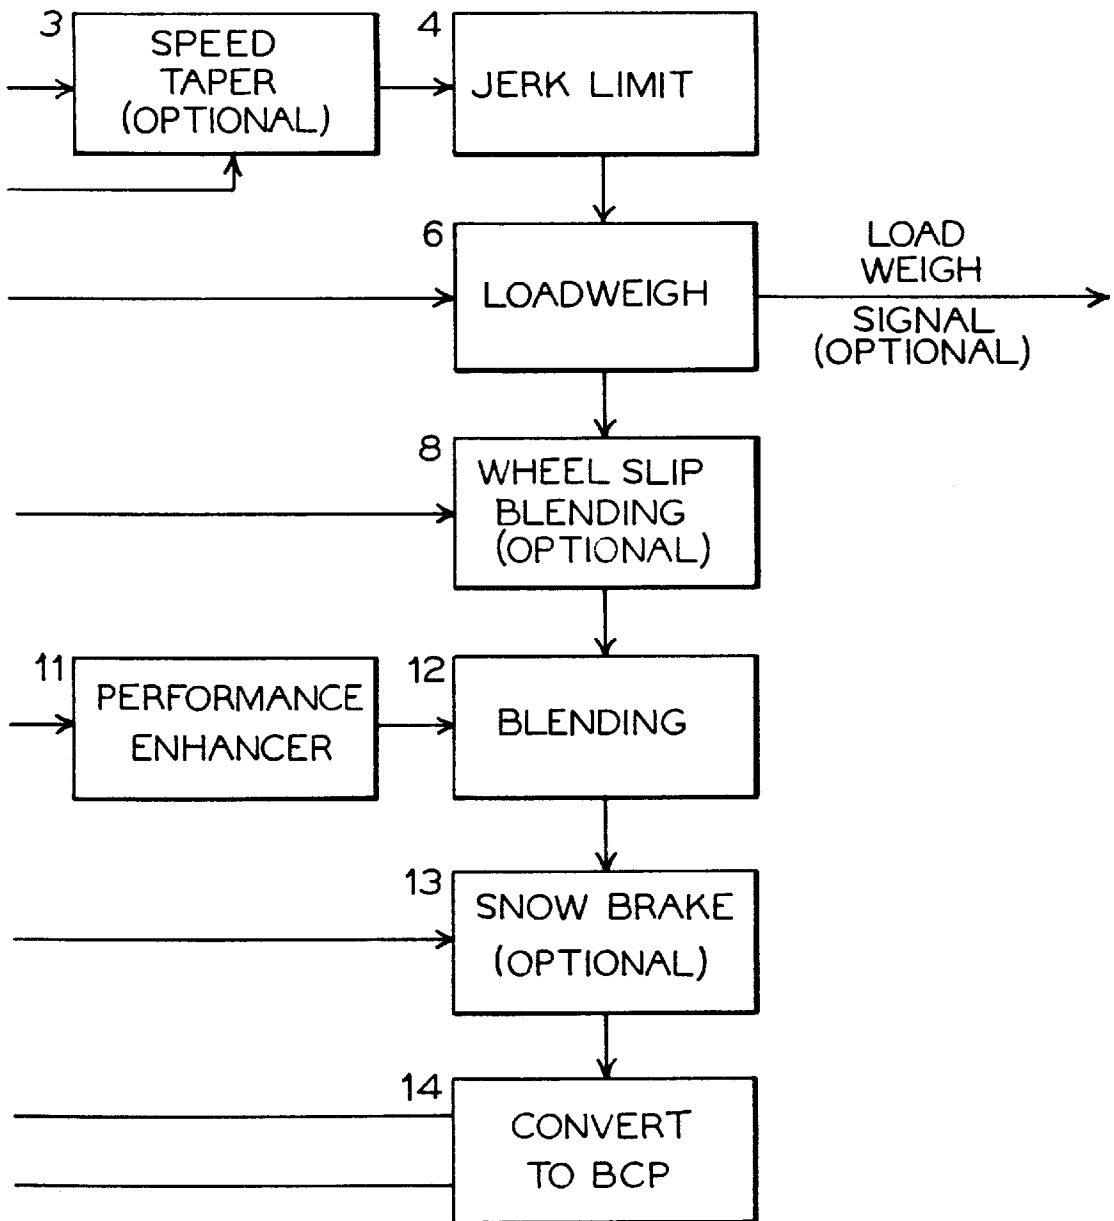 3
SPEED
TAPER
(OPTIONAL)
4
JERK LIMIT
6
LOADWEIGH
LOAD
WEIGH
SIGNAL
(OPTIONAL)
8
WHEEL SLIP
BLENDING
(OPTIONAL)
11
PERFORMANCE
ENHANCER
12
BLENDING
13
SNOW BRAKE
(OPTIONAL)
14
CONVERT
TO BCP